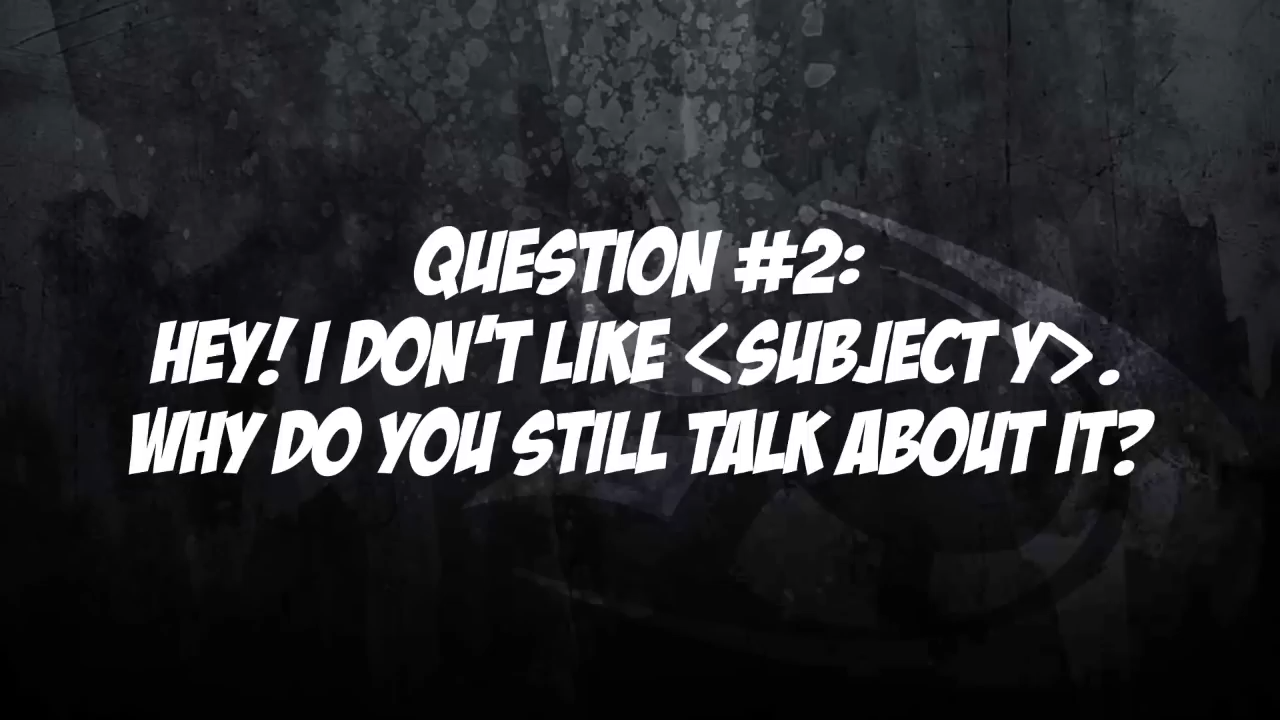 QUESTION #2:
HEY! I DON'T LIKE <SUBJECT Y>.
WHY DO YOU STILL TALK ABOUT IT?